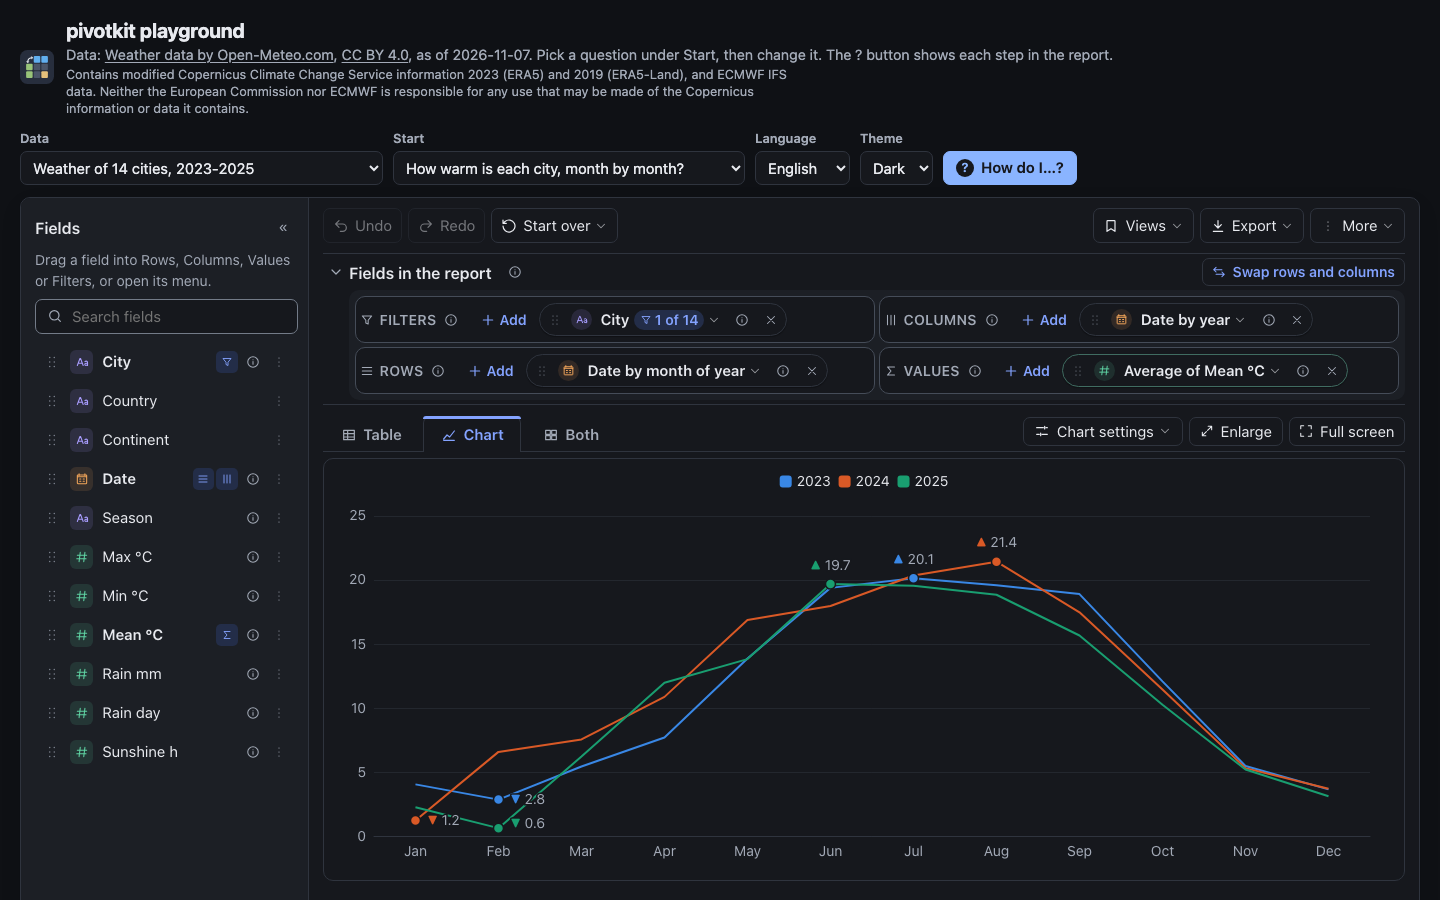 pivotkit playground
Data: Weather data by Open-Meteo.com, CC BY 4.0, as of 2026-11-07. Pick a question under Start, then change it. The ? button shows each step in the report.
Contains modified Copernicus Climate Change Service information 2023 (ERA5) and 2019 (ERA5-Land), and ECMWF IFS
data. Neither the European Commission nor ECMWF is responsible for any use that may be made of the Copernicus
information or data it contains.
Data Start Language Theme
Weather of 14 cities, 2023-2025 How warm is each city, month by month? English Dark ? How do I...?
Fields «
Drag a field into Rows, Columns, Values
or Filters, or open its menu.
Search fields
Aa City
Aa Country
Aa Continent
Date
Aa Season
# Max °C
# Min °C
# Mean °C Σ
# Rain mm
# Rain day
# Sunshine h
Undo Redo Start over Views Export More
Fields in the report Swap rows and columns
FILTERS + Add Aa City 1 of 14 ×
COLUMNS + Add Date by year ×
ROWS + Add Date by month of year ×
Σ VALUES + Add # Average of Mean °C ×
Table Chart Both Chart settings Enlarge Full screen
2023 2024 2025
25
20
15
10
5
0
▲ 19.7
▲ 20.1
▲ 21.4
▼ 1.2
▼ 2.8
▼ 0.6
Jan Feb Mar Apr May Jun Jul Aug Sep Oct Nov Dec